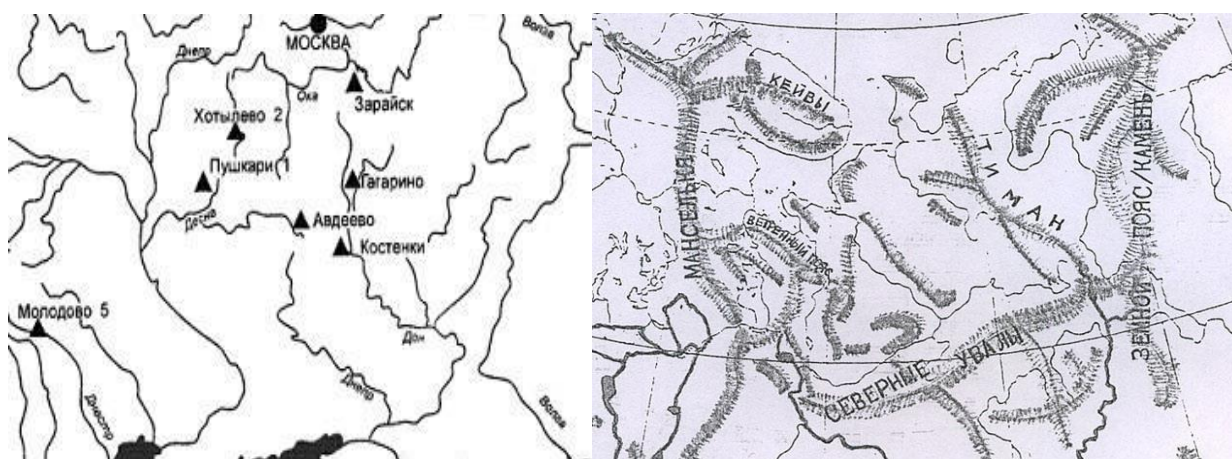 Днепр
МОСКВА
Волга
Ока
Зарайск
Хотылево 2
Пушкари 1
Гагарино
Десна
Авдеево
Костенки
Молодово 5
Дон
Днепр
Днестр
Волга
КЕЙВЫ
МАНСЕЛЬКЯ
ТИМАН
ВЕТРЕНЫЙ ПОЯС
ЗЕМНОЙ ПОЯС/КАМЕНЬ/
СЕВЕРНЫЕ УВАЛЫ